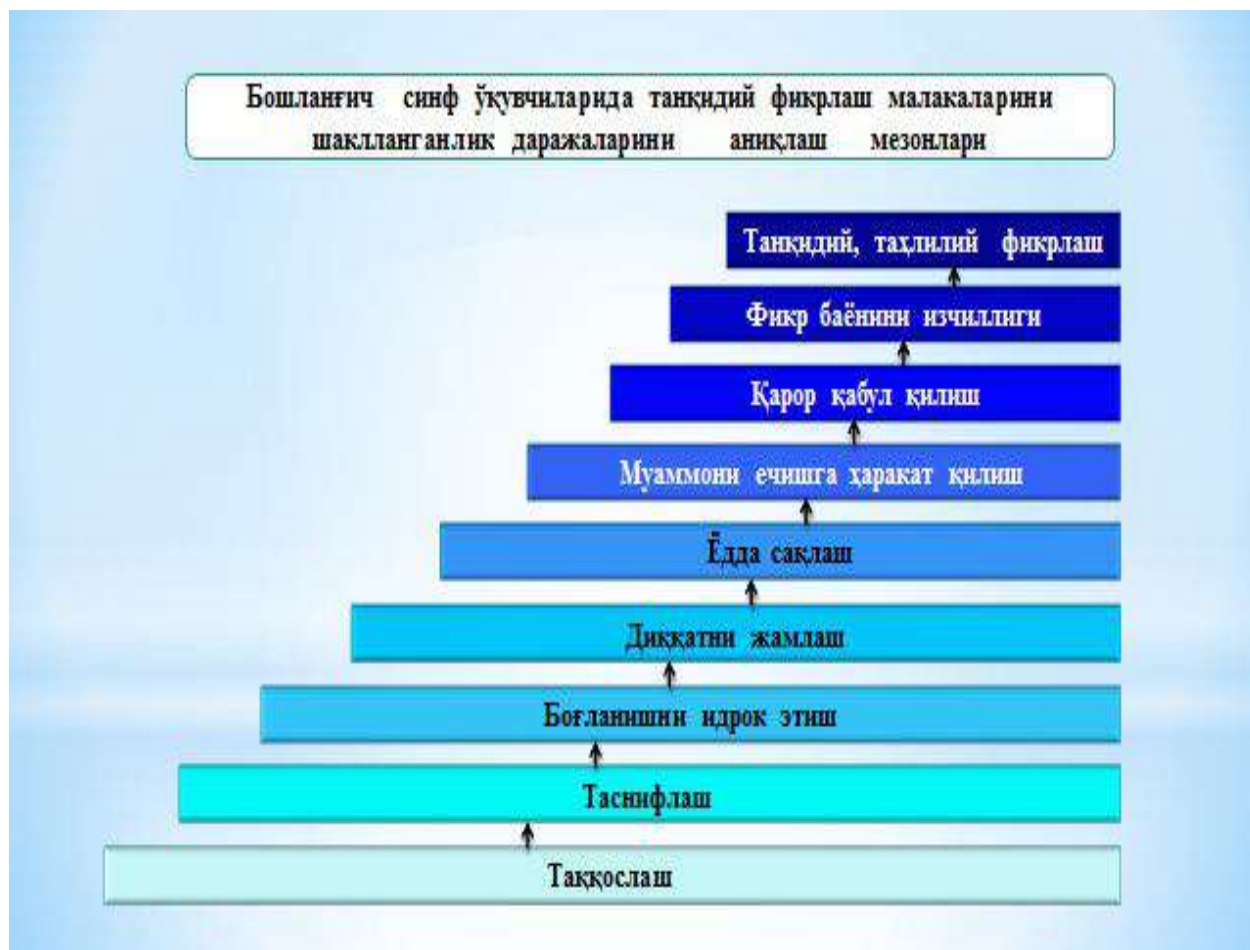 Бошланғич синф ўқувчиларида танқидий фикрлаш малакаларини
шаклланганлик даражаларини аниқлаш мезонлари
Танқидий, таҳлилий фикрлаш
Фикр баёнини изчиллиги
Қарор қабул қилиш
Муаммони ечишга ҳаракат қилиш
Ёдда сақлаш
Диққатни жамлаш
Боғланишни идрок этиш
Таснифлаш
Таққослаш